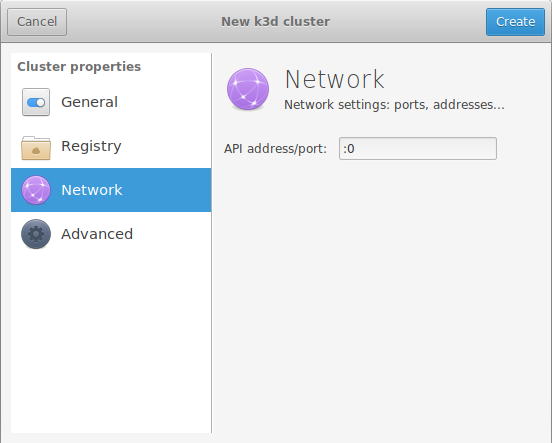 Cancel
New k3d cluster
Create
Cluster properties
General
Registry
Network
Advanced
Network
Network settings: ports, addresses...
API address/port:
:0